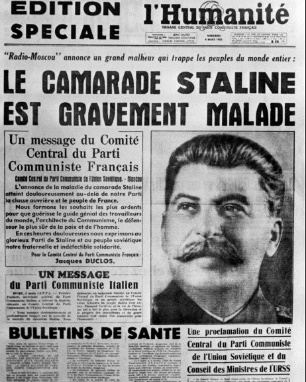 EDITION
SPECIALE
l'Humanité
ORGANE CENTRAL DU PARTI COMMUNISTE FRANÇAIS
"Radio-Moscou" annonce un grand malheur qui frappe les peuples du monde entier :
LE CAMARADE STALINE
EST GRAVEMENT MALADE
Un message du Comité
Central du Parti
Communiste Français
Comité Central du Parti Communiste de l'Union Soviétique - Moscou
L'annonce de la maladie du camarade Staline
atteint douloureusement au-delà de notre Parti
la classe ouvrière et le peuple de France.
Nous formons les souhaits les plus ardents
pour que guérisse le grand génial des travailleurs
du monde, l'architecte du Communisme, le défenseur
le plus sûr de la paix et de l'homme.
En ces heures douloureuses nous exprimons au
glorieux Parti de Staline et au peuple soviétique
notre fraternelle et indéfectible solidarité.
Pour le Comité Central du Parti Communiste Français :
Jacques DUCLOS.
UN MESSAGE
du Parti Communiste Italien
BULLETINS DE SANTE
Une proclamation du Comité
Central du Parti Communiste
de l'Union Soviétique et du
Conseil des Ministres de l'URSS